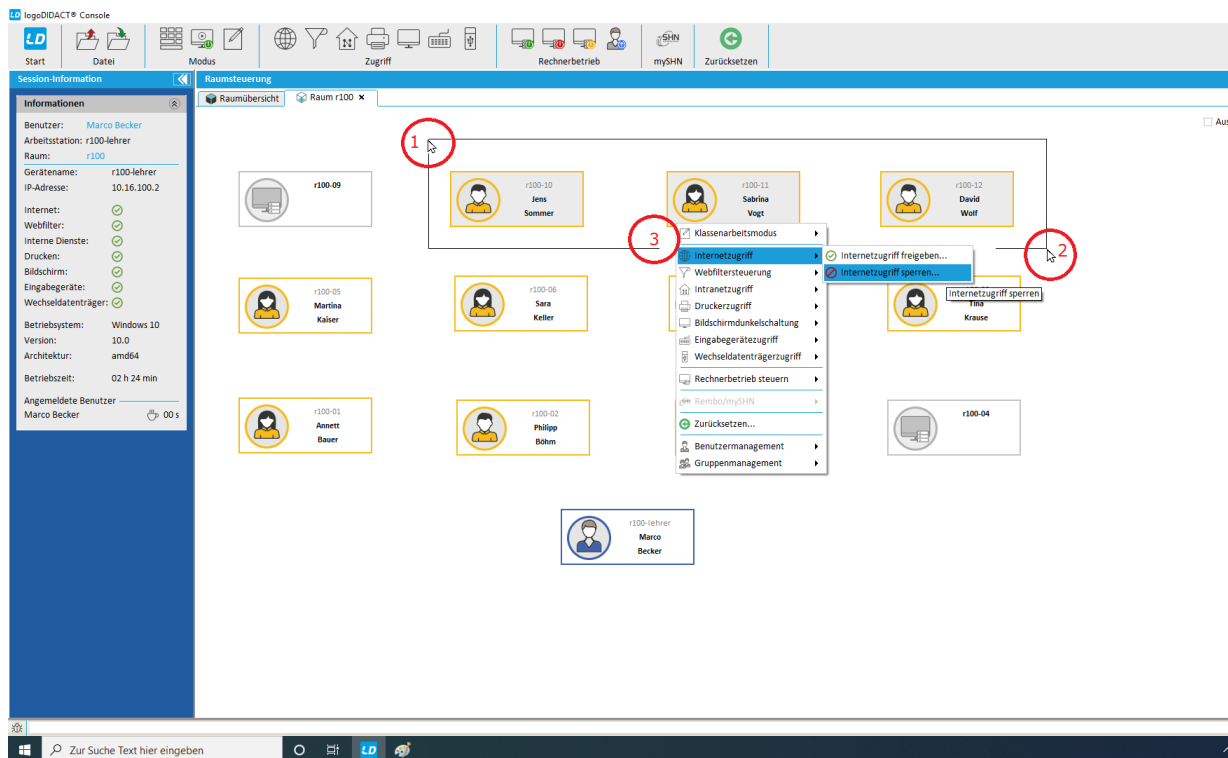 LD logoDIDACT® Console
LD
Start
Datei
Modus
Zugriff
Rechnerbetrieb
SHN
mySHN
Zurücksetzen
Session-Information
Raumsteuerung
Informationen
Raumübersicht
Raum r100 ×
Benutzer: Marco Becker
Arbeitsstation: r100-lehrer
Raum: r100
Gerätename: r100-lehrer
IP-Adresse: 10.16.100.2
Internet:
Webfilter:
Interne Dienste:
Drucken:
Bildschirm:
Eingabegeräte:
Wechseldatenträger:
Betriebsystem: Windows 10
Version: 10.0
Architektur: amd64
Betriebszeit: 02 h 24 min
Angemeldete Benutzer
Marco Becker 00 s
Aus
1
2
3
r100-09
r100-10
Jens
Sommer
r100-11
Sabrina
Vogt
r100-12
David
Wolf
r100-05
Martina
Kaiser
r100-06
Sara
Keller
Tina
Krause
r100-01
Annett
Bauer
r100-02
Philipp
Böhm
r100-04
r100-lehrer
Marco
Becker
Klassenarbeitsmodus
Internetzugriff
Webfiltersteuerung
Intranetzugriff
Druckerzugriff
Bildschirmdunkelschaltung
Eingabegerätezugriff
Wechseldatenträgerzugriff
Rechnerbetrieb steuern
Rembo/mySHN
Zurücksetzen...
Benutzermanagement
Gruppenmanagement
Internetzugriff freigeben...
Internetzugriff sperren...
Internetzugriff sperren
Zur Suche Text hier eingeben
LD